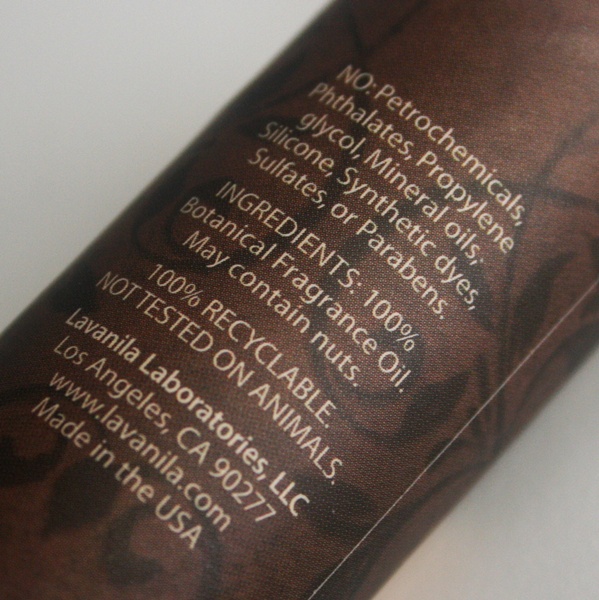 NO: Petrochemicals,
Phthalates, Propylene
glycol, Mineral oils,
Silicone, Synthetic dyes,
Sulfates, or Parabens.
INGREDIENTS: 100%
Botanical Fragrance Oil.
May contain nuts.
100% RECYCLABLE.
NOT TESTED ON ANIMALS.
Lavanila Laboratories, LLC
Los Angeles, CA 90277
www.lavanila.com
Made in the USA